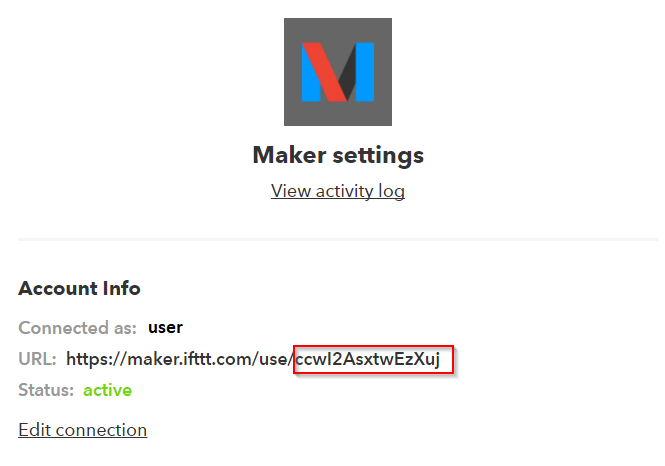 Maker settings
View activity log
Account Info
Connected as: user
URL: https://maker.ifttt.com/use/ccwI2AsxtwEzXuj
Status: active
Edit connection